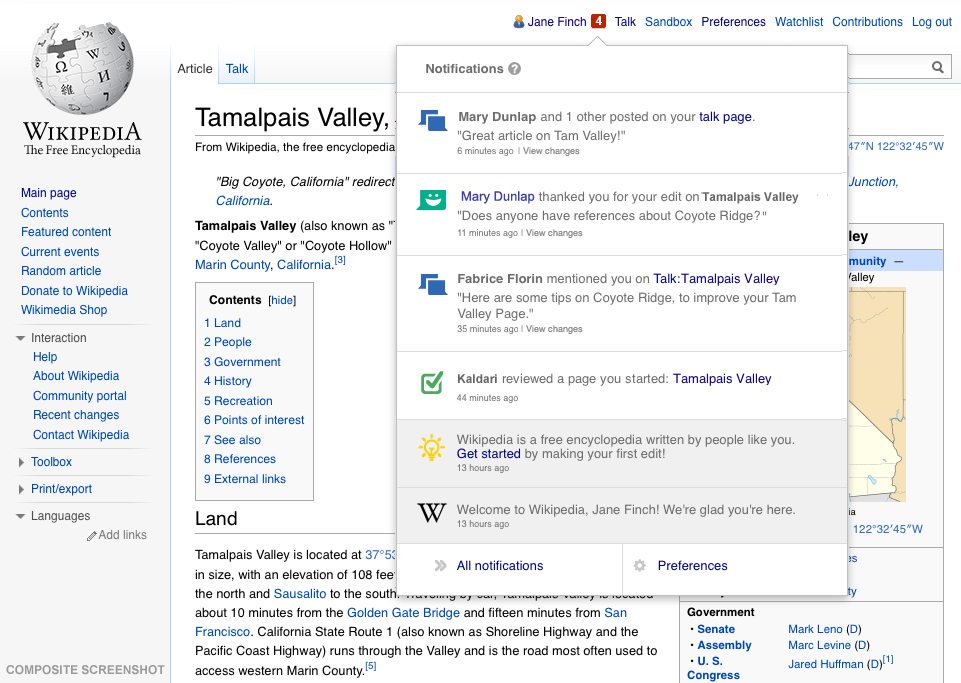 Jane Finch 4 Talk Sandbox Preferences Watchlist Contributions Log out
WIKIPEDIA
The Free Encyclopedia
Main page
Contents
Featured content
Current events
Random article
Donate to Wikipedia
Wikimedia Shop
Interaction
Help
About Wikipedia
Community portal
Recent changes
Contact Wikipedia
Toolbox
Print/export
Languages
Add links
COMPOSITE SCREENSHOT
Article Talk
Tamalpais Valley,
From Wikipedia, the free encyclopedia
"Big Coyote, California" redirect
California.
Tamalpais Valley (also known as "
"Coyote Valley" or "Coyote Hollow"
Marin County, California.[3]
Contents [hide]
1 Land
2 People
3 Government
4 History
5 Recreation
6 Points of interest
7 See also
8 References
9 External links
Land
Tamalpais Valley is located at 37°53
in size, with an elevation of 108 fee
the north and Sausalito to the south. Traveling by car, Tamalpais Valley is located
about 10 minutes from the Golden Gate Bridge and fifteen minutes from San
Francisco. California State Route 1 (also known as Shoreline Highway and the
Pacific Coast Highway) runs through the Valley and is the road most often used to
access western Marin County.[5]
Notifications ?
Mary Dunlap and 1 other posted on your talk page.
"Great article on Tam Valley!"
6 minutes ago | View changes
Mary Dunlap thanked you for your edit on Tamalpais Valley
"Does anyone have references about Coyote Ridge?"
11 minutes ago | View changes
Fabrice Florin mentioned you on Talk:Tamalpais Valley
"Here are some tips on Coyote Ridge, to improve your Tam
Valley Page."
35 minutes ago | View changes
Kaldari reviewed a page you started: Tamalpais Valley
44 minutes ago
Wikipedia is a free encyclopedia written by people like you.
Get started by making your first edit!
13 hours ago
W
Welcome to Wikipedia, Jane Finch! We're glad you're here.
13 hours ago
All notifications
Preferences
47″N 122°32′45″W
Junction,
ley
munity —
Valley
ia
122°32′45″W
es
ty
Government
· Senate Mark Leno (D)
· Assembly Marc Levine (D)
· U. S.
Congress Jared Huffman (D)[1]